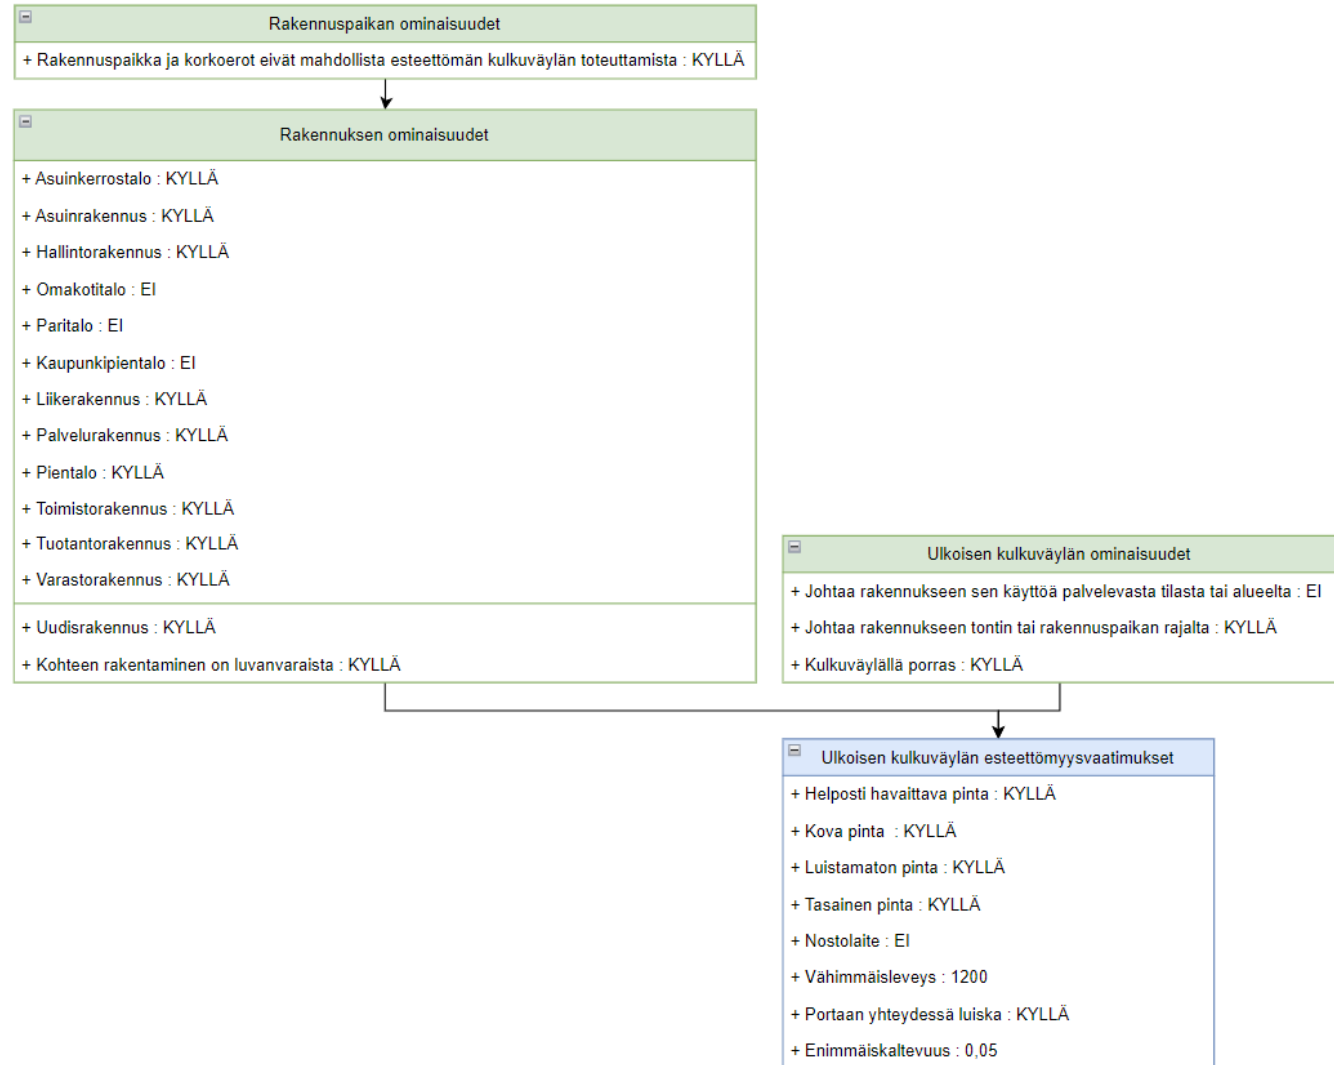 Rakennuspaikan ominaisuudet
+ Rakennuspaikka ja korkoerot eivät mahdollista esteettömän kulkuväylän toteuttamista : KYLLÄ
Rakennuksen ominaisuudet
+ Asuinkerrostalo : KYLLÄ
+ Asuinrakennus : KYLLÄ
+ Hallintorakennus : KYLLÄ
+ Omakotitalo : EI
+ Paritalo : EI
+ Kaupunkipientalo : EI
+ Liikerakennus : KYLLÄ
+ Palvelurakennus : KYLLÄ
+ Pientalo : KYLLÄ
+ Toimistorakennus : KYLLÄ
+ Tuotantorakennus : KYLLÄ
+ Varastorakennus : KYLLÄ
+ Uudisrakennus : KYLLÄ
+ Kohteen rakentaminen on luvanvaraista : KYLLÄ
Ulkoisen kulkuväylän ominaisuudet
+ Johtaa rakennukseen sen käyttöä palvelevasta tilasta tai alueelta : EI
+ Johtaa rakennukseen tontin tai rakennuspaikan rajalta : KYLLÄ
+ Kulkuväylällä porras : KYLLÄ
Ulkoisen kulkuväylän esteettömyysvaatimukset
+ Helposti havaittava pinta : KYLLÄ
+ Kova pinta : KYLLÄ
+ Luistamaton pinta : KYLLÄ
+ Tasainen pinta : KYLLÄ
+ Nostolaite : EI
+ Vähimmäisleveys : 1200
+ Portaan yhteydessä luiska : KYLLÄ
+ Enimmäiskaltevuus : 0,05